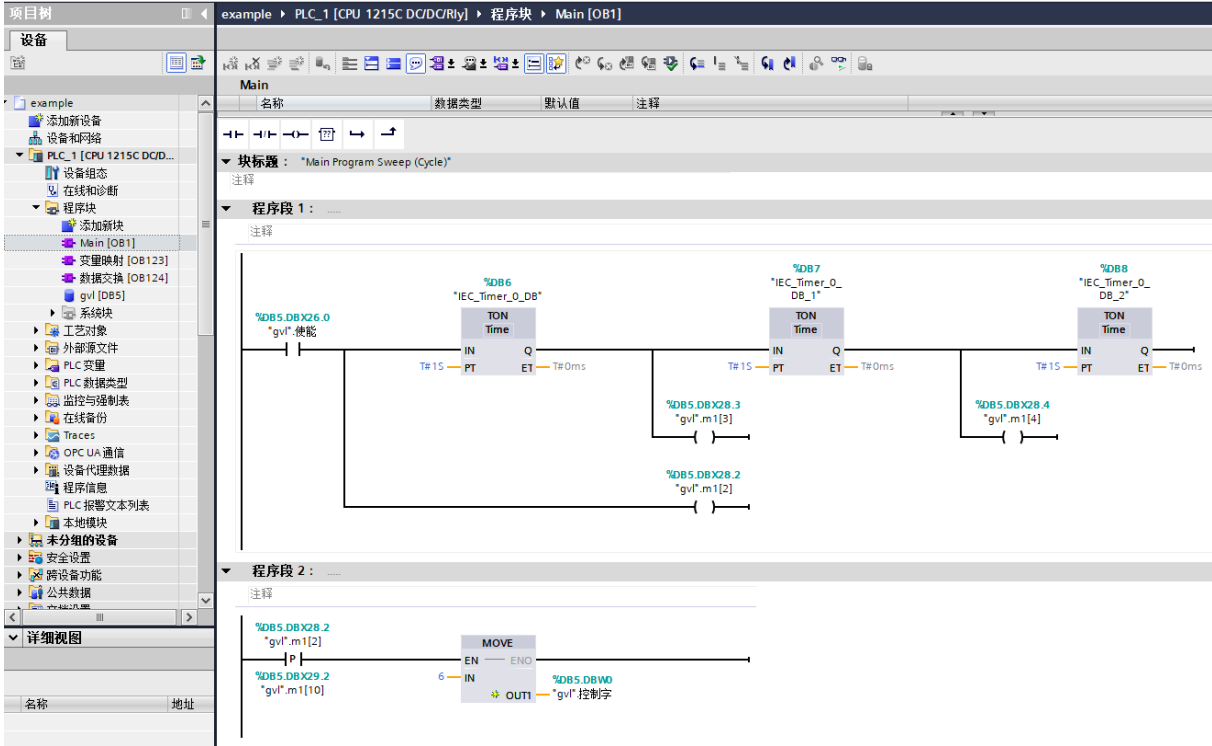 项目树
example ▸ PLC_1 [CPU 1215C DC/DC/Rly] ▸ 程序块 ▸ Main [OB1]
设备
Main
名称 数据类型 默认值 注释
example
添加新设备
设备和网络
PLC_1 [CPU 1215C DC/D...
设备组态
在线和诊断
程序块
添加新块
Main [OB1]
变量映射 [OB123]
数据交换 [OB124]
gvl [DB5]
系统块
工艺对象
外部源文件
PLC 变量
PLC 数据类型
监控与强制表
在线备份
Traces
OPC UA 通信
设备代理数据
程序信息
PLC 报警文本列表
本地模块
未分组的设备
安全设置
跨设备功能
公共数据
详细视图
名称 地址
??
块标题： "Main Program Sweep (Cycle)"
注释
程序段 1： .....
注释
%DB5.DBX26.0
"gvl".使能
%DB6
"IEC_Timer_0_DB"
TON
Time
IN Q
T#1S PT ET T#0ms
%DB7
"IEC_Timer_0_
DB_1"
TON
Time
IN Q
T#1S PT ET T#0ms
%DB8
"IEC_Timer_0_
DB_2"
TON
Time
IN Q
T#1S PT ET T#0ms
%DB5.DBX28.3
"gvl".m1[3]
%DB5.DBX28.4
"gvl".m1[4]
%DB5.DBX28.2
"gvl".m1[2]
程序段 2： .....
注释
%DB5.DBX28.2
"gvl".m1[2]
P
%DB5.DBX29.2
"gvl".m1[10]
MOVE
EN ENO
6 IN
OUT1
%DB5.DBW0
"gvl".控制字